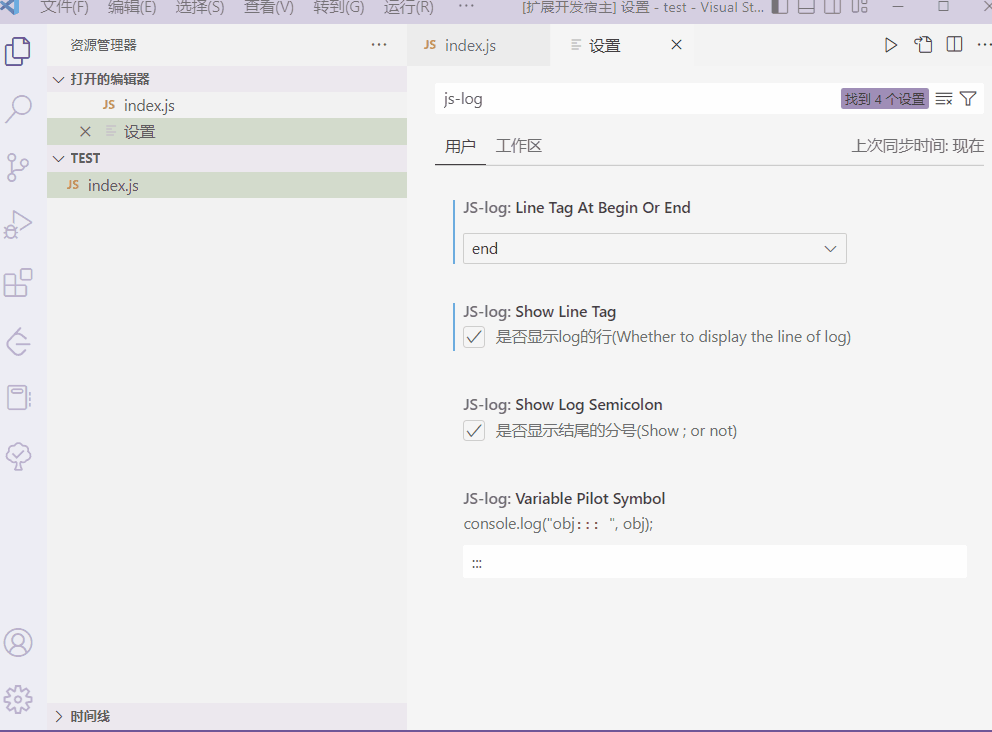 文件(F) 编辑(E) 选择(S) 查看(V) 转到(G) 运行(R) ··· [扩展开发宿主] 设置 - test - Visual St...
资源管理器 ···
JS index.js
设置
打开的编辑器
JS index.js
设置
TEST
JS index.js
js-log
找到 4 个设置
用户 工作区 上次同步时间: 现在
JS-log: Line Tag At Begin Or End
end
JS-log: Show Line Tag
是否显示log的行(Whether to display the line of log)
JS-log: Show Log Semicolon
是否显示结尾的分号(Show ; or not)
JS-log: Variable Pilot Symbol
console.log("obj::: ", obj);
:::
时间线